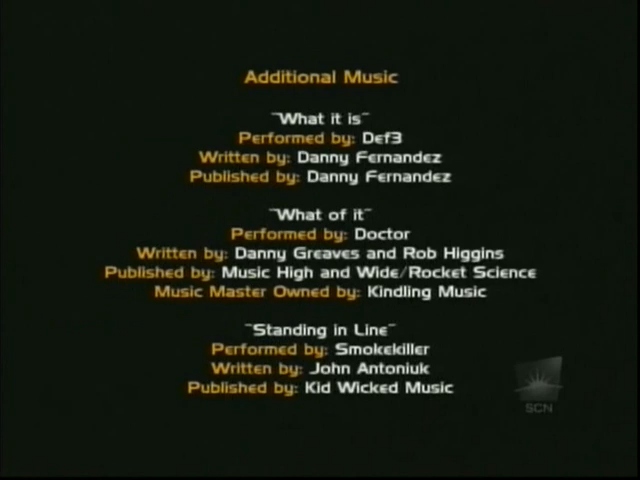 Additional Music
"What it is"
Performed by: Def3
Written by: Danny Fernandez
Published by: Danny Fernandez
"What of it"
Performed by: Doctor
Written by: Danny Greaves and Rob Higgins
Published by: Music High and Wide/Rocket Science
Music Master Owned by: Kindling Music
"Standing in Line"
Performed by: Smokekiller
Written by: John Antoniuk
Published by: Kid Wicked Music
SCN